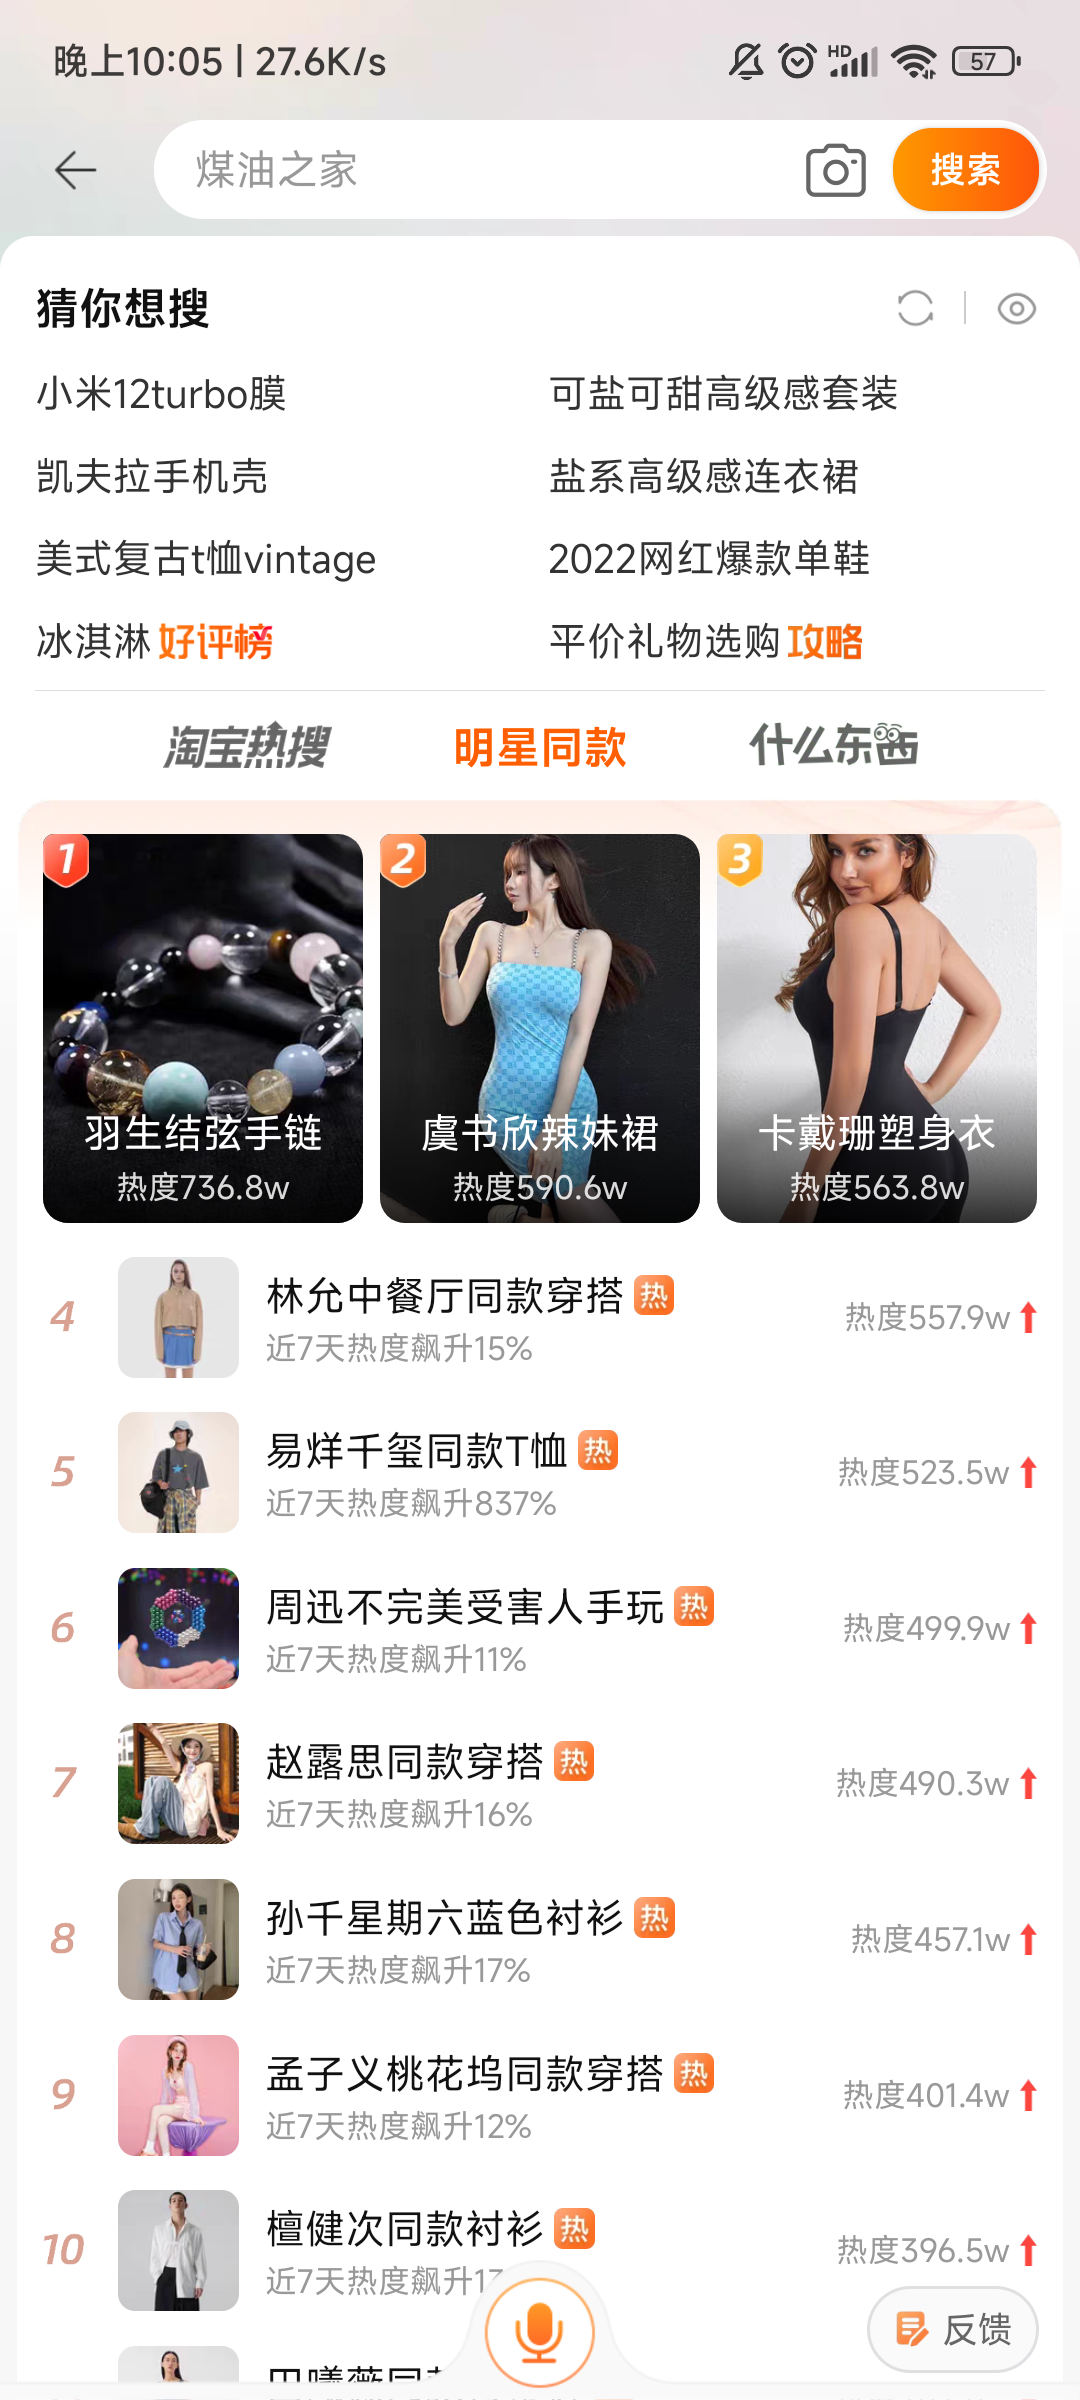 晚上10:05 | 27.6K/s
HD
57
煤油之家
搜索
猜你想搜
小米12turbo膜
可盐可甜高级感套装
凯夫拉手机壳
盐系高级感连衣裙
美式复古t恤vintage
2022网红爆款单鞋
冰淇淋 好评榜
平价礼物选购 攻略
淘宝热搜
明星同款
什么东西
1
羽生结弦手链
热度736.8w
2
虞书欣辣妹裙
热度590.6w
3
卡戴珊塑身衣
热度563.8w
4
林允中餐厅同款穿搭 热
近7天热度飙升15%
热度557.9w
5
易烊千玺同款T恤 热
近7天热度飙升837%
热度523.5w
6
周迅不完美受害人手玩 热
近7天热度飙升11%
热度499.9w
7
赵露思同款穿搭 热
近7天热度飙升16%
热度490.3w
8
孙千星期六蓝色衬衫 热
近7天热度飙升17%
热度457.1w
9
孟子义桃花坞同款穿搭 热
近7天热度飙升12%
热度401.4w
10
檀健次同款衬衫 热
近7天热度飙升
热度396.5w
反馈